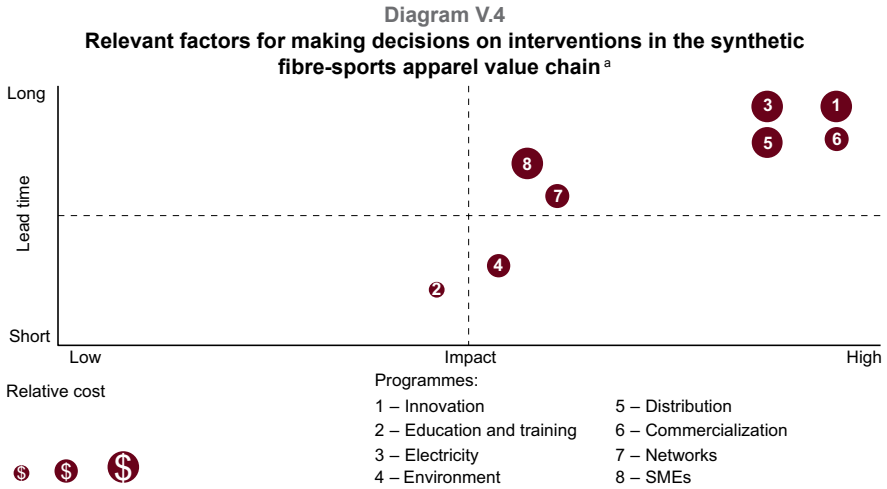 Diagram V.4
Relevant factors for making decisions on interventions in the synthetic
fibre-sports apparel value chain a
Long
3
1
5
6
8
7
Lead time
4
2
Short
Low
Impact
High
Relative cost
$ $ $
Programmes:
1 – Innovation
2 – Education and training
3 – Electricity
4 – Environment
5 – Distribution
6 – Commercialization
7 – Networks
8 – SMEs